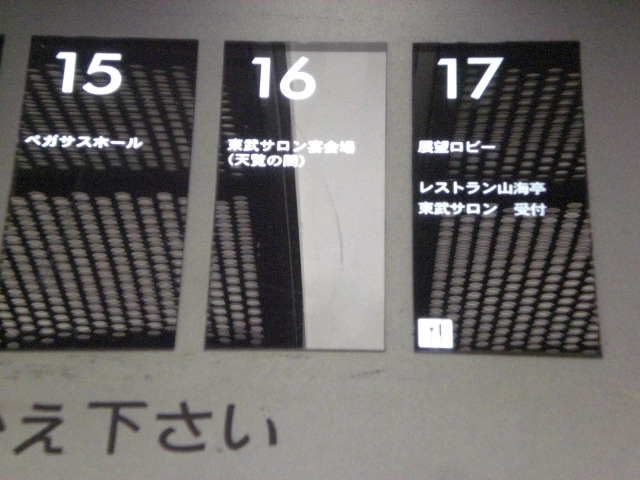 15
ペガサスホール
16
東武サロン宴会場
(天覧の間)
17
展望ロビー
レストラン山海亭
東武サロン 受付
え下さい